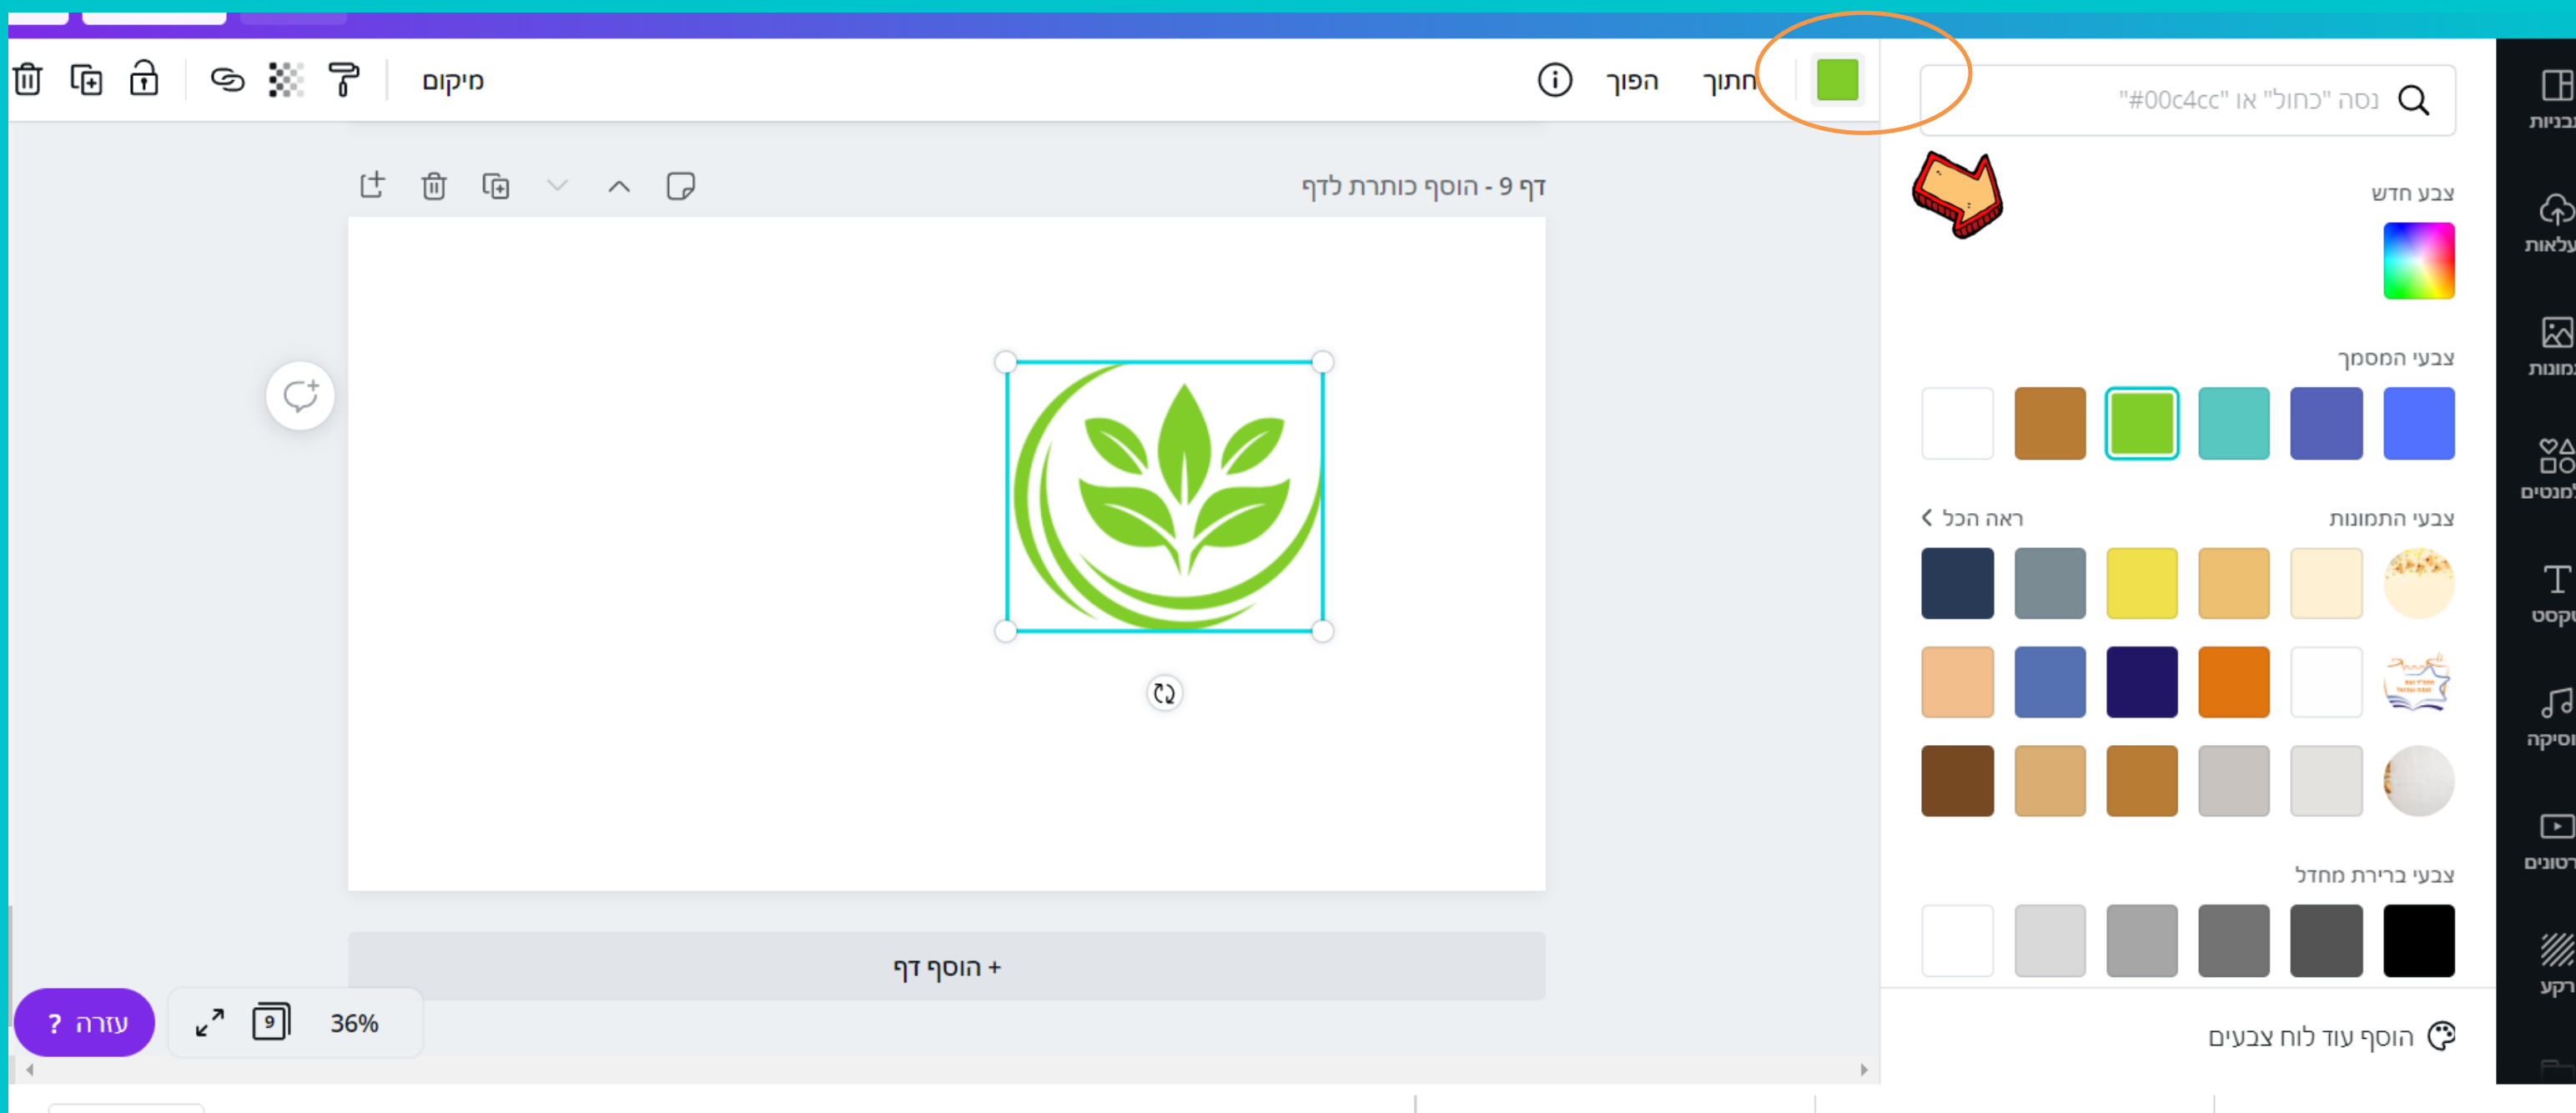 מיקום
הפוך
חתוך
נסה "כחול" או "#00c4cc"
דף 9 - הוסף כותרת לדף
צבע חדש
צבעי המסמך
צבעי התמונות
ראה הכל
צבעי ברירת מחדל
+ הוסף דף
עזרה ?
9
36%
הוסף עוד לוח צבעים